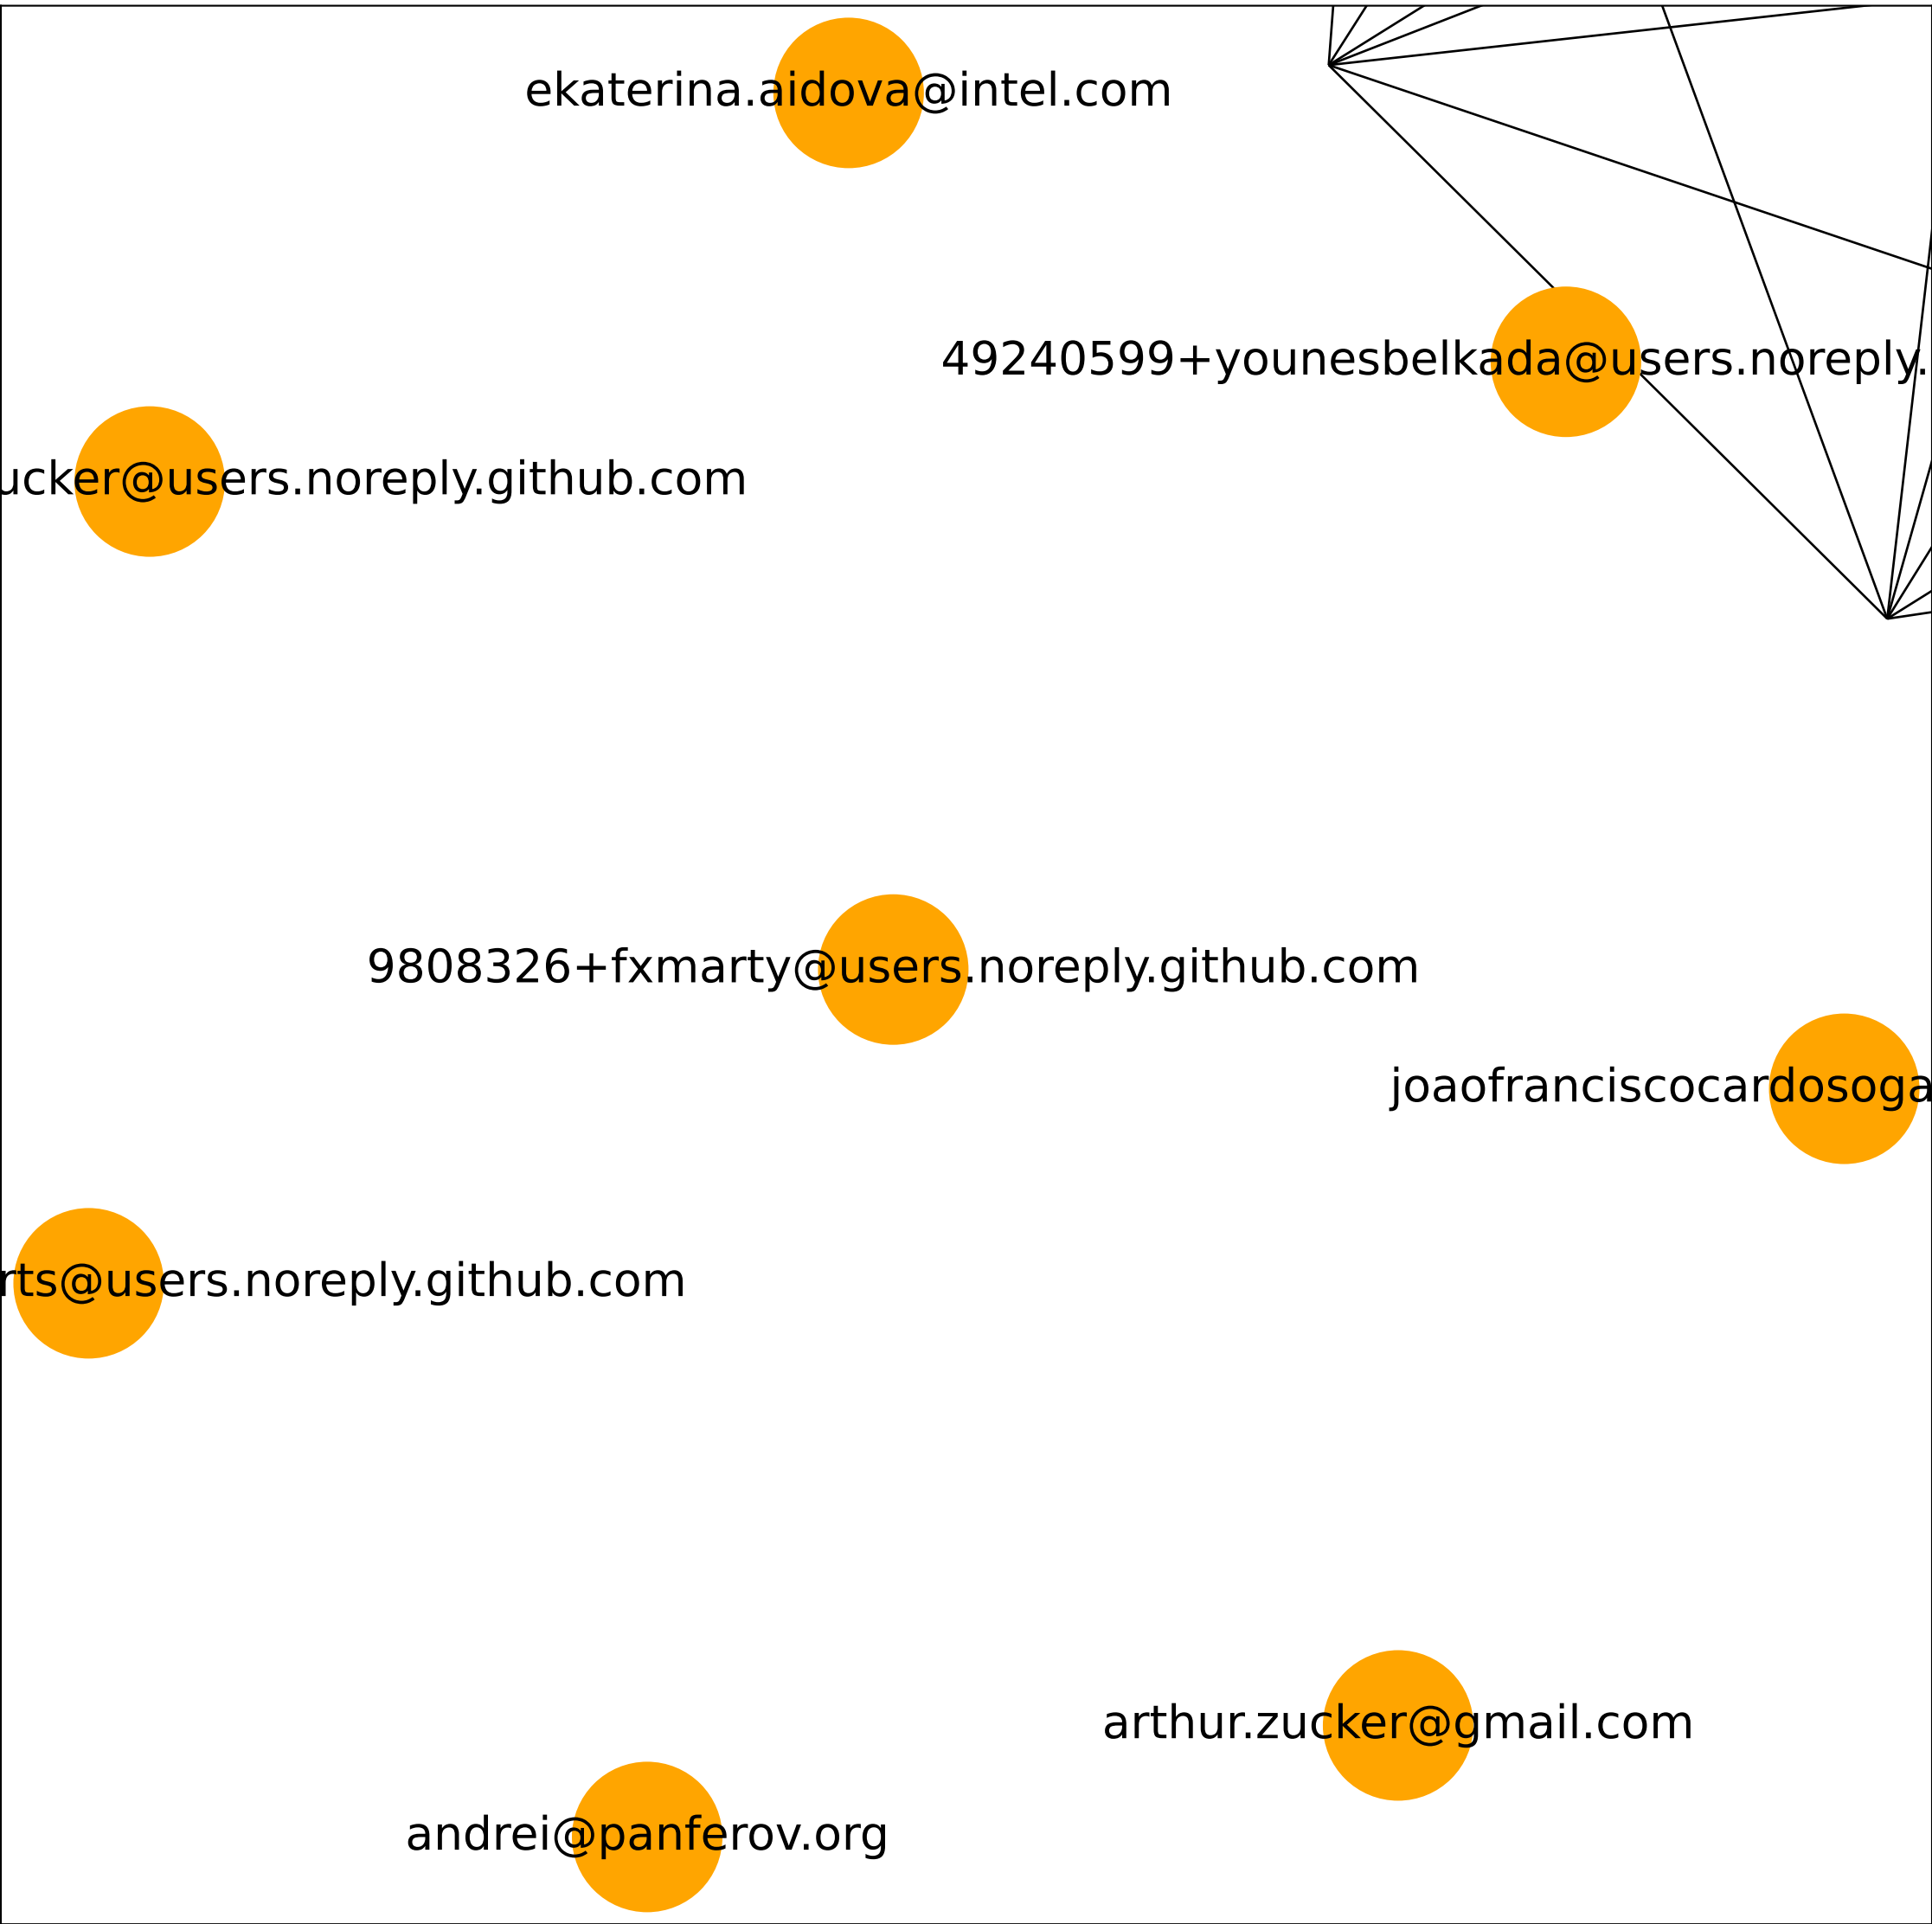 ekaterina.aidova@intel.com
49240599+younesbelkada@users.noreply.
ucker@users.noreply.github.com
9808326+fxmarty@users.noreply.github.com
joaofranciscocardosoga
rts@users.noreply.github.com
arthur.zucker@gmail.com
andrei@panferov.org